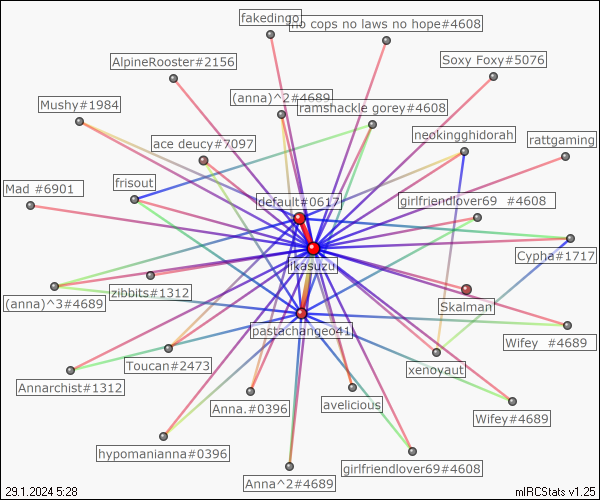 fakedingo
no cops no laws no hope#4608
AlpineRooster#2156
Soxy Foxy#5076
(anna)^2#4689
Mushy#1984
ramshackle gorey#4608
ace deucy#7097
neokingghidorah
rattgaming
frisout
Mad #6901
default#0617
girlfriendlover69 #4608
Cypha#1717
ikasuzu
zibbits#1312
(anna)^3#4689
Skalman
pastachangeo41
Wifey #4689
Toucan#2473
xenoyaut
Annarchist#1312
Anna.#0396
avelicious
Wifey#4689
hypomanianna#0396
girlfriendlover69#4608
Anna^2#4689
29.1.2024 5:28
mIRCStats v1.25